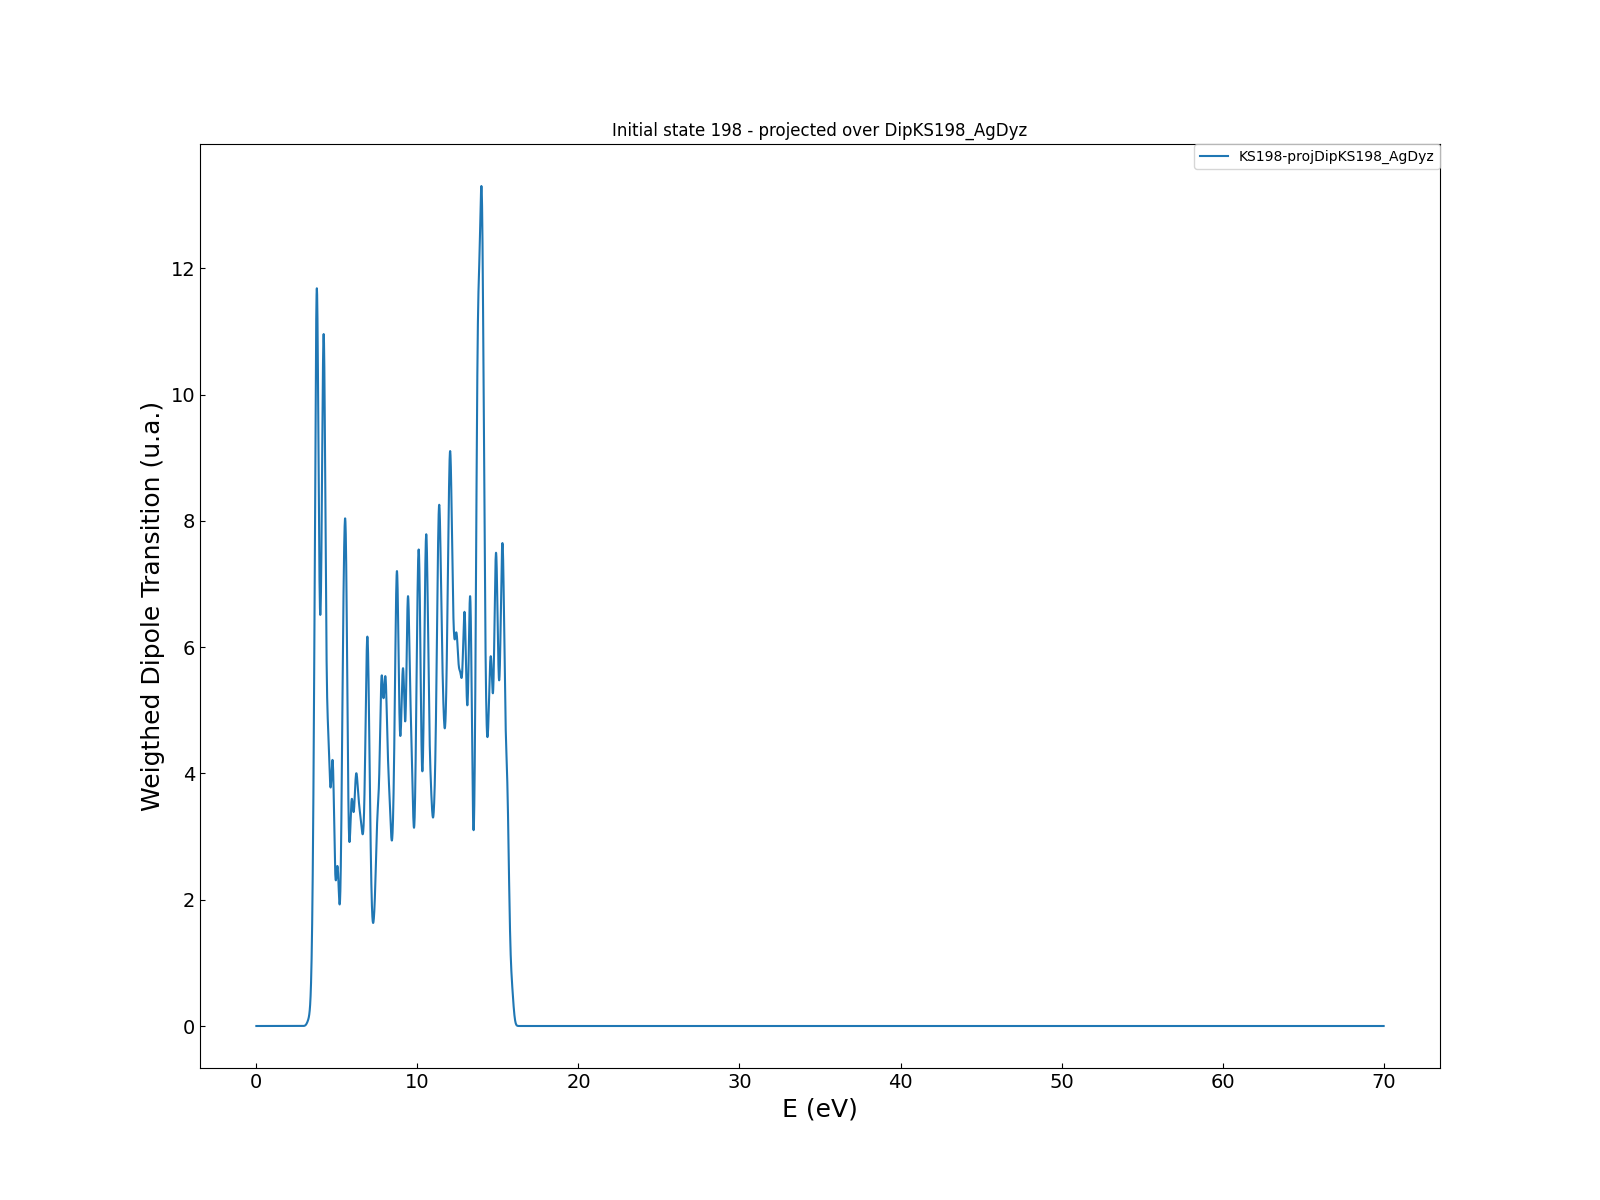 Initial state 198 - projected over DipKS198_AgDyz
KS198-projDipKS198_AgDyz
Weigthed Dipole Transition (u.a.)
12
10
8
6
4
2
0
0 10 20 30 40 50 60 70
E (eV)